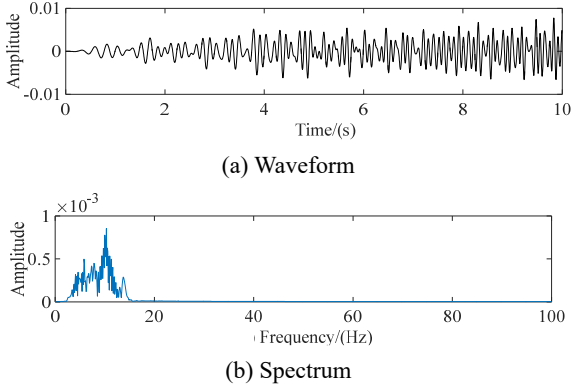 0.01
0
-0.01
Amplitude
0 2 4 6 8 10
Time/(s)
(a) Waveform
×10-3
1
0.5
0
Amplitude
0 20 40 60 80 100
Frequency/(Hz)
(b) Spectrum